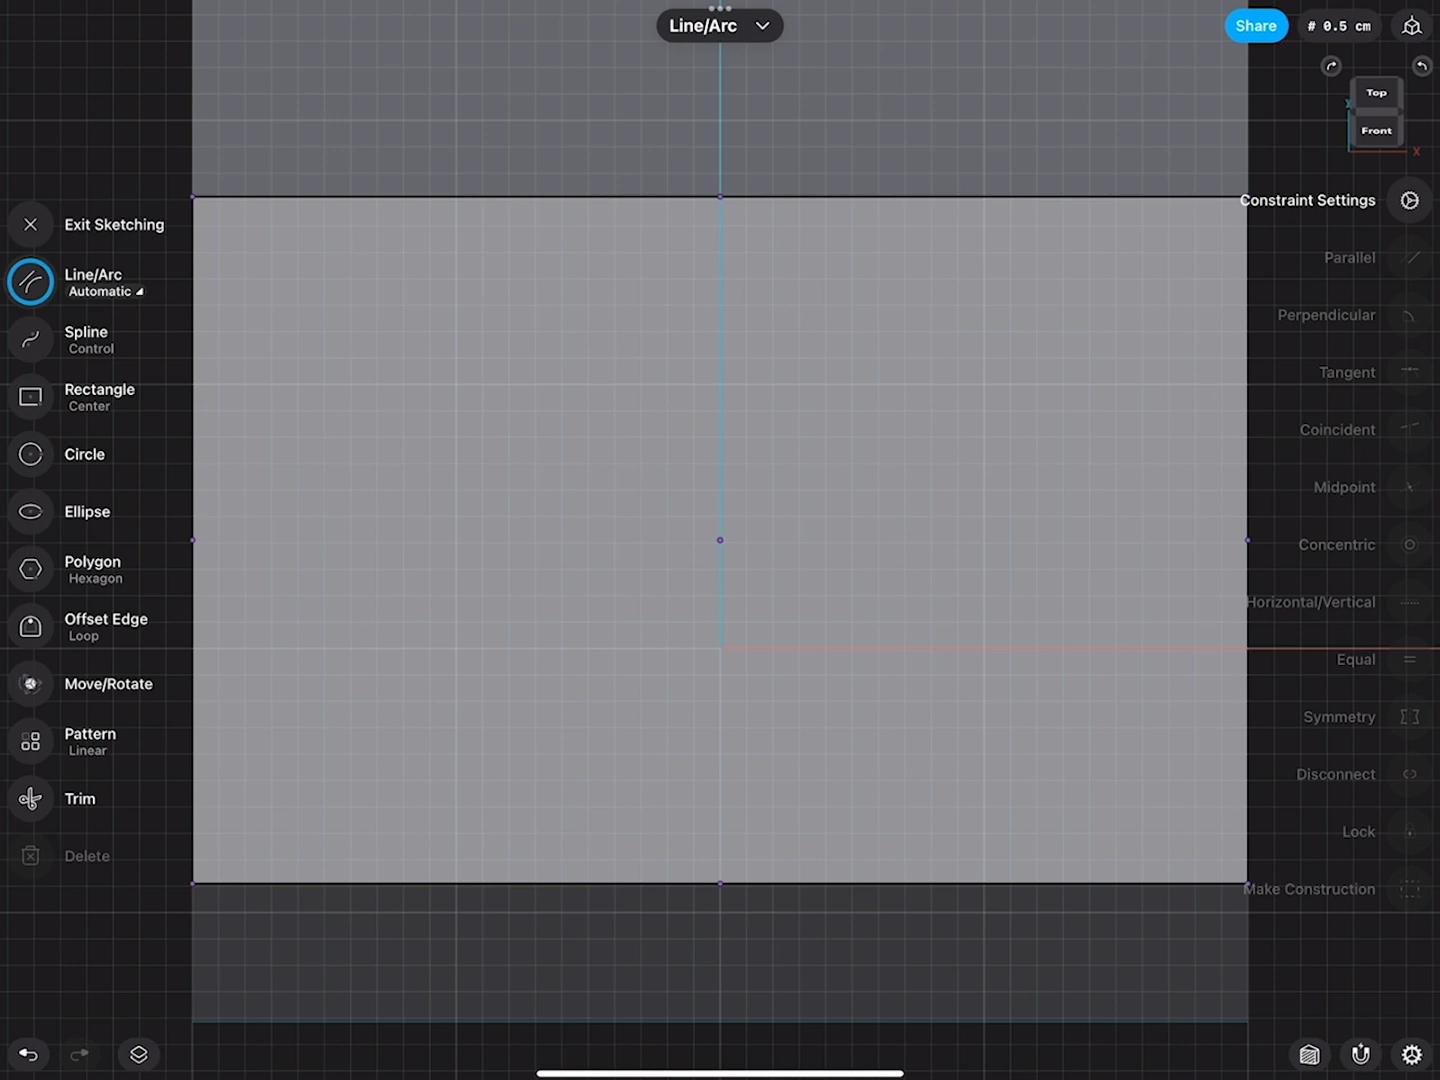 Line/Arc
Share
# 0.5 cm
Top
Front
X
Constraint Settings
Exit Sketching
Line/Arc
Automatic
Parallel
Perpendicular
Spline
Control
Tangent
Rectangle
Center
Coincident
Circle
Midpoint
Ellipse
Concentric
Polygon
Hexagon
Horizontal/Vertical
Offset Edge
Loop
Equal
Move/Rotate
Symmetry
Pattern
Linear
Disconnect
Trim
Lock
Delete
Make Construction